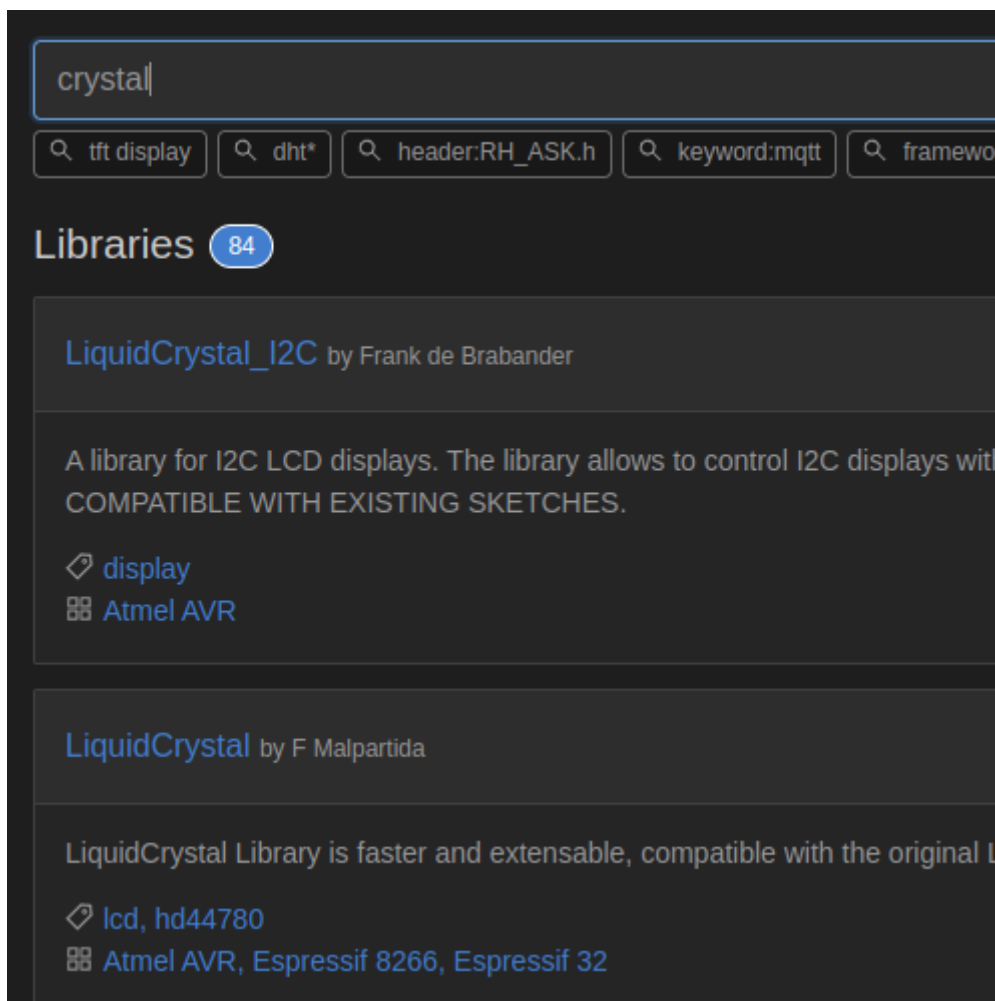 crystal
tft display dht* header:RH_ASK.h keyword:mqtt framewo
Libraries 84
LiquidCrystal_I2C by Frank de Brabander
A library for I2C LCD displays. The library allows to control I2C displays with
COMPATIBLE WITH EXISTING SKETCHES.
display
Atmel AVR
LiquidCrystal by F Malpartida
LiquidCrystal Library is faster and extensable, compatible with the original L
lcd, hd44780
Atmel AVR, Espressif 8266, Espressif 32